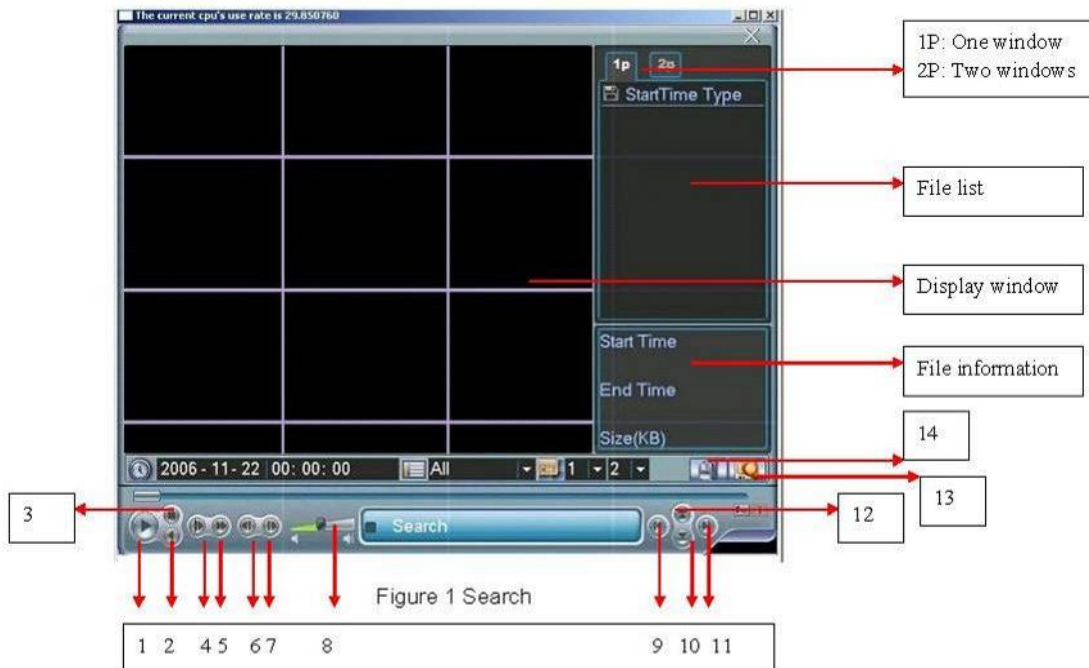 The current cpu's use rate is 29.850760
1P: One window
2P: Two windows
1p 2p
StartTime Type
File list
Display window
Start Time
File information
End Time
Size(KB)
14
2006 - 11 - 22 00: 00: 00 All 1 2
13
3
12
Search
Figure 1 Search
1 2 4 5 6 7 8 9 10 11